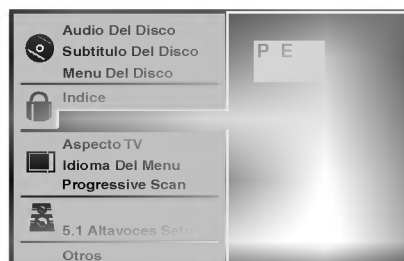 Audio Del Disco
Subtitulo Del Disco
Menu Del Disco
Indice
Aspecto TV
Idioma Del Menu
Progressive Scan
5.1 Altavoces Setup
Otros
P E